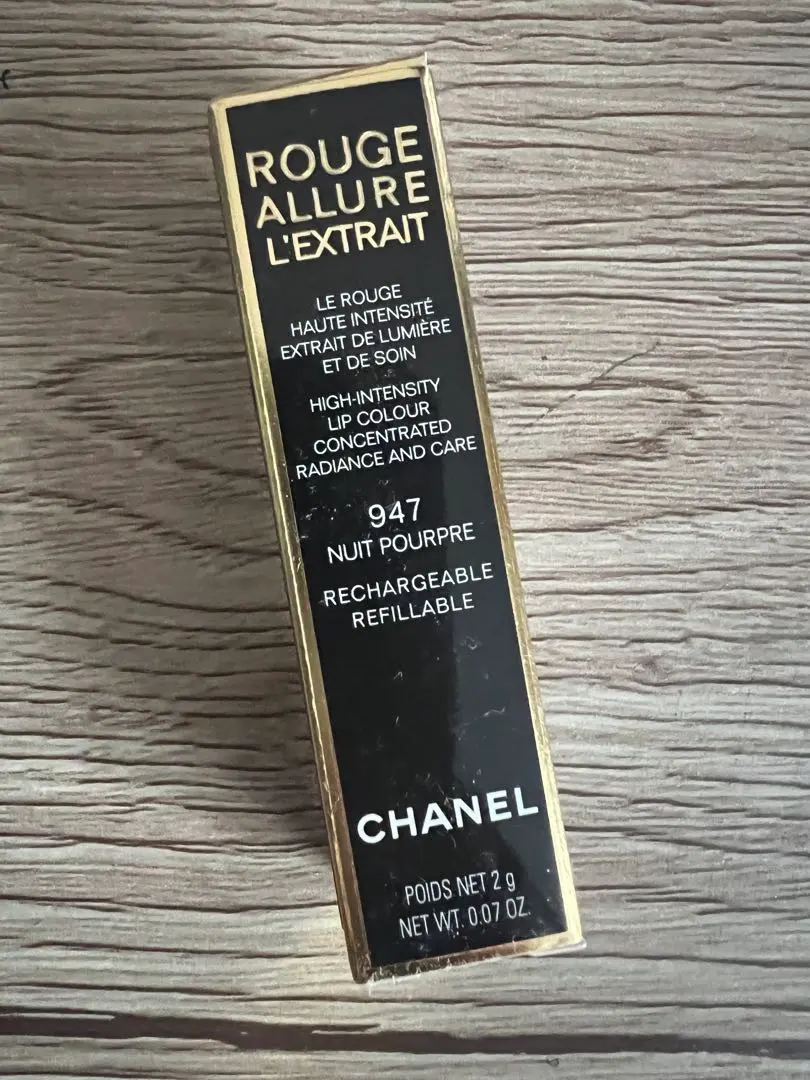 ROUGE
ALLURE
L'EXTRAIT
LE ROUGE
HAUTE INTENSITÉ
EXTRAIT DE LUMIÈRE
ET DE SOIN
HIGH-INTENSITY
LIP COLOUR
CONCENTRATED
RADIANCE AND CARE
947
NUIT POURPRE
RECHARGEABLE
REFILLABLE
CHANEL
POIDS NET 2 g
NET WT. 0.07 OZ.